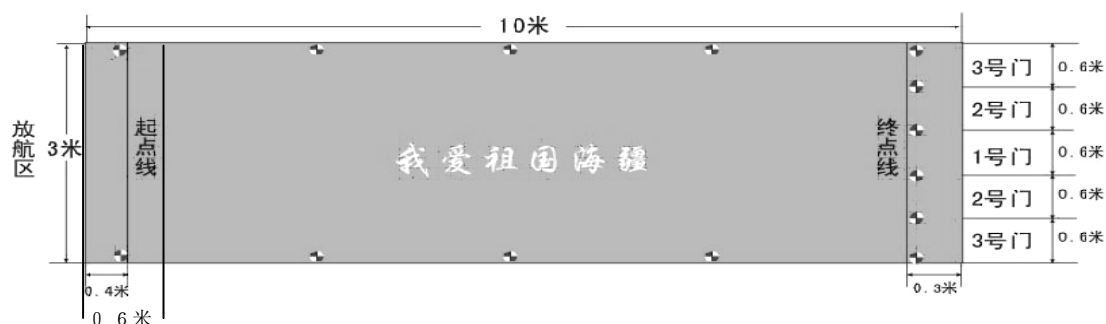 10米
放航区
3米
起点线
我爱祖国海疆
终点线
3号门
0.6米
2号门
0.6米
1号门
0.6米
2号门
0.6米
3号门
0.6米
0.4米
0.3米
0.6米